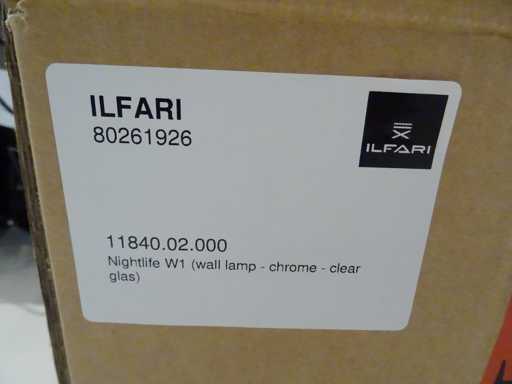 ILFARI
80261926
ILFARI
11840.02.000
Nightlife W1 (wall lamp - chrome - clear
glas)